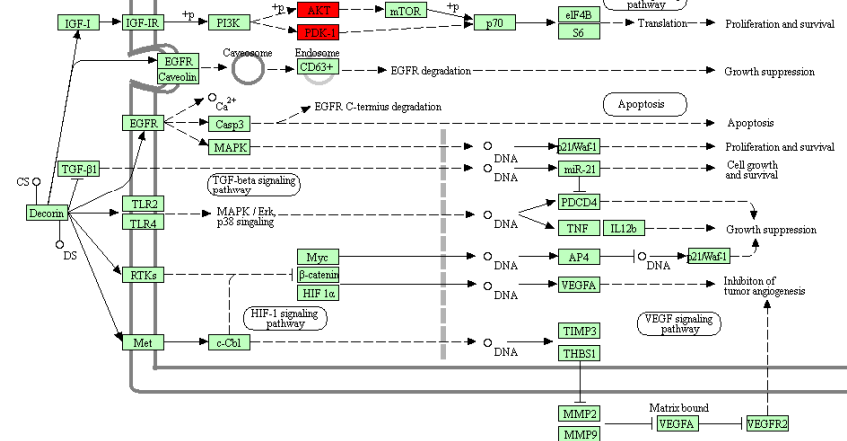 pathway
IGF-I
IGF-IR
+p
PI3K
+p
AKT
PDK-1
mTOR
+p
p70
eIF4B
S6
Translation
Proliferation and survival
EGFR
Caveolin
Caveosome
Endosome
CD63+
EGFR degradation
Growth suppression
Ca2+
EGFR C-termius degradation
Apoptosis
EGFR
Casp3
Apoptosis
MAPK
DNA
p21/Waf-1
Proliferation and survival
TGF-β1
DNA
miR-21
Cell growth
and survival
CS
TGF-beta signaling
pathway
Decorin
DS
TLR2
TLR4
MAPK / Erk,
p38 singaling
DNA
PDCD4
TNF
IL12b
Growth suppression
Myc
DNA
AP4
DNA
p21/Waf-1
RTKs
β-catenin
HIF 1α
DNA
VEGFA
Inhibiton of
tumor angiogenesis
HIF-1 signaling
pathway
VEGF signaling
pathway
Met
c-Cbl
DNA
TIMP3
THBS1
MMP2
MMP9
Matrix bound
VEGFA
VEGFR2